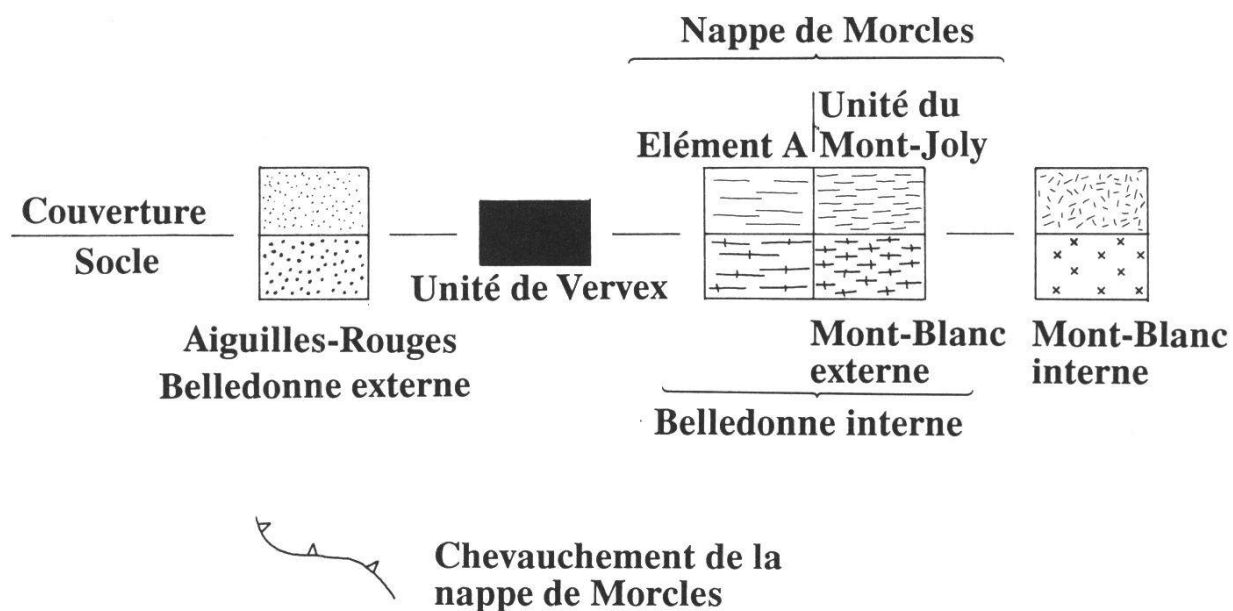 Nappe de Morcles
Unité du
Elément A Mont-Joly
Couverture
Socle
Unité de Vervex
Aiguilles-Rouges
Belledonne externe
Mont-Blanc
externe
Mont-Blanc
interne
Belledonne interne
Chevauchement de la
nappe de Morcles